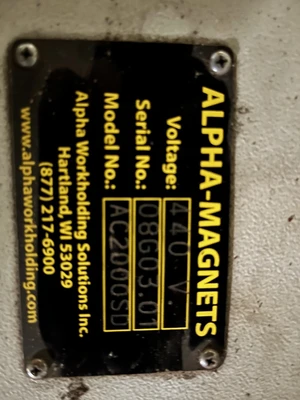 ALPHA-MAGNETS
Voltage: 440 V.
Serial No.: 08G03.01
Model No.: AC2000SD
Alpha Workholding Solutions Inc.
Hartland, WI 53029
(877) 217-6900
www.alphaworkholding.com